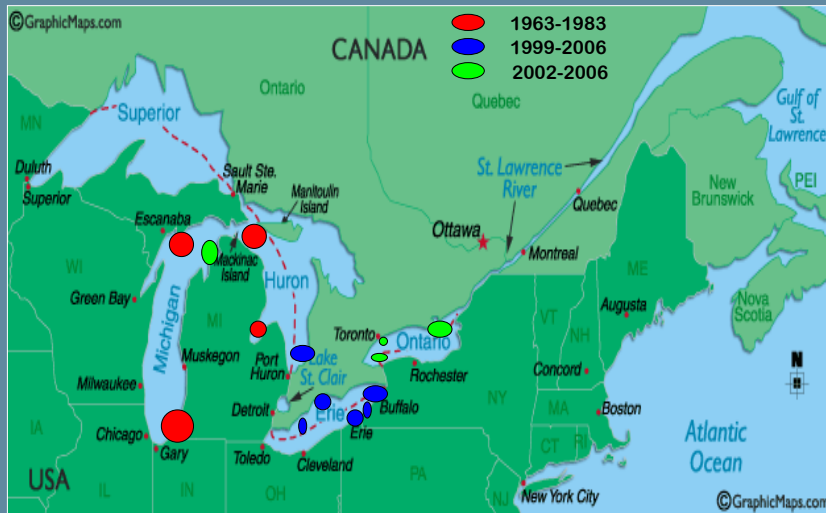 ©GraphicMaps.com
1963-1983
1999-2006
2002-2006
CANADA
Ontario
Quebec
Gulf of
St.
Lawrence
PEI
MN
Superior
Duluth
Superior
Sault Ste.
Marie
Manitoulin
Island
St. Lawrence
River
Quebec
New
Brunswick
Escanaba
Mackinac
Island
Ottawa
Montreal
WI
Green Bay
Huron
ME
Nova
Scotia
Augusta
Michigan
MI
Muskegon
Port
Huron
Lake
St. Clair
Toronto
Ontario
Rochester
VT
NH
Concord
N
Milwaukee
Detroit
Erie
Buffalo
Erie
NY
MA
Boston
IA
Chicago
Gary
Toledo
Cleveland
CT
RI
Atlantic
Ocean
USA
IL
IN
OH
PA
NJ
New York City
©GraphicMaps.com